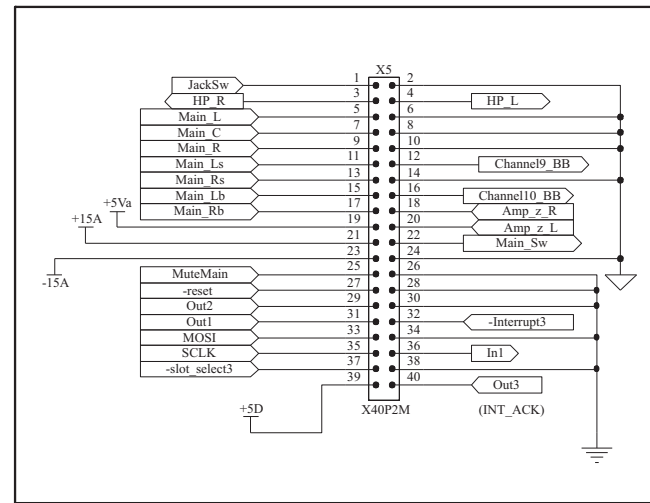 X5
JackSw 1 2
HP_R 3 4 HP_L
Main_L 5 6
Main_C 7 8
Main_R 9 10
Main_Ls 11 12 Channel9_BB
Main_Rs 13 14
Main_Lb 15 16 Channel10_BB
+5Va Main_Rb 17 18 Amp_z_R
+15A 19 20 Amp_z_L
21 22 Main_Sw
23 24
-15A MuteMain 25 26
-reset 27 28
Out2 29 30
Out1 31 32 -Interrupt3
MOSI 33 34
SCLK 35 36 In1
-slot_select3 37 38
39 40 Out3
+5D X40P2M (INT_ACK)